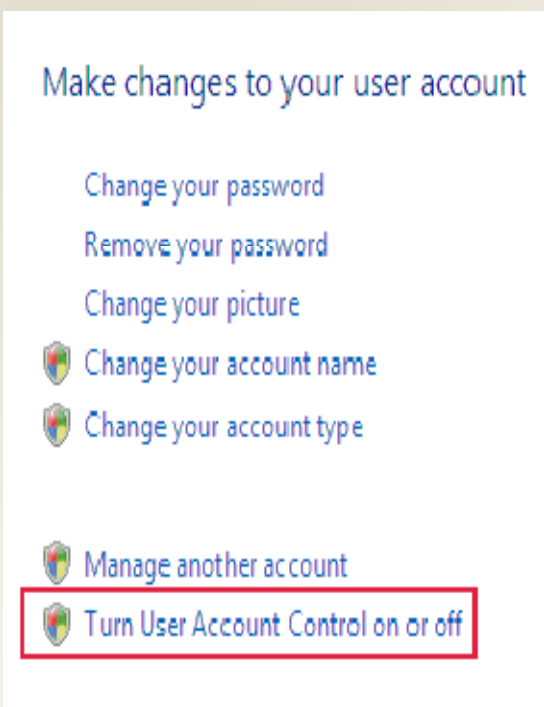 Make changes to your user account
Change your password
Remove your password
Change your picture
Change your account name
Change your account type
Manage another account
Turn User Account Control on or off